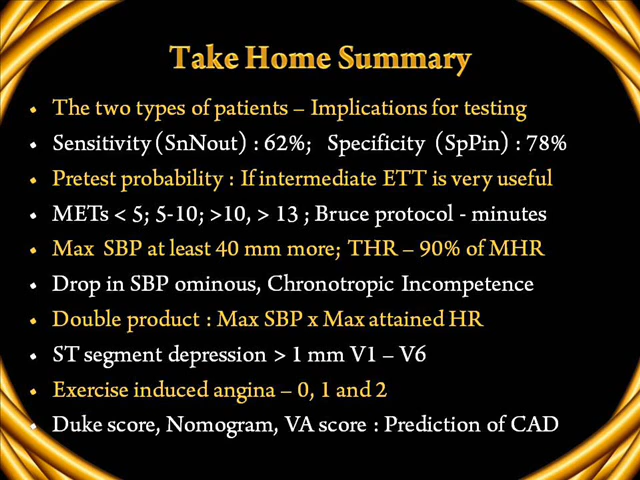 Take Home Summary
• The two types of patients – Implications for testing
• Sensitivity (SnNout) : 62%; Specificity (SpPin) : 78%
• Pretest probability : If intermediate ETT is very useful
• METs < 5; 5-10; >10, > 13 ; Bruce protocol - minutes
• Max SBP at least 40 mm more; THR – 90% of MHR
• Drop in SBP ominous, Chronotropic Incompetence
• Double product : Max SBP x Max attained HR
• ST segment depression > 1 mm V1 – V6
• Exercise induced angina – 0, 1 and 2
• Duke score, Nomogram, VA score : Prediction of CAD